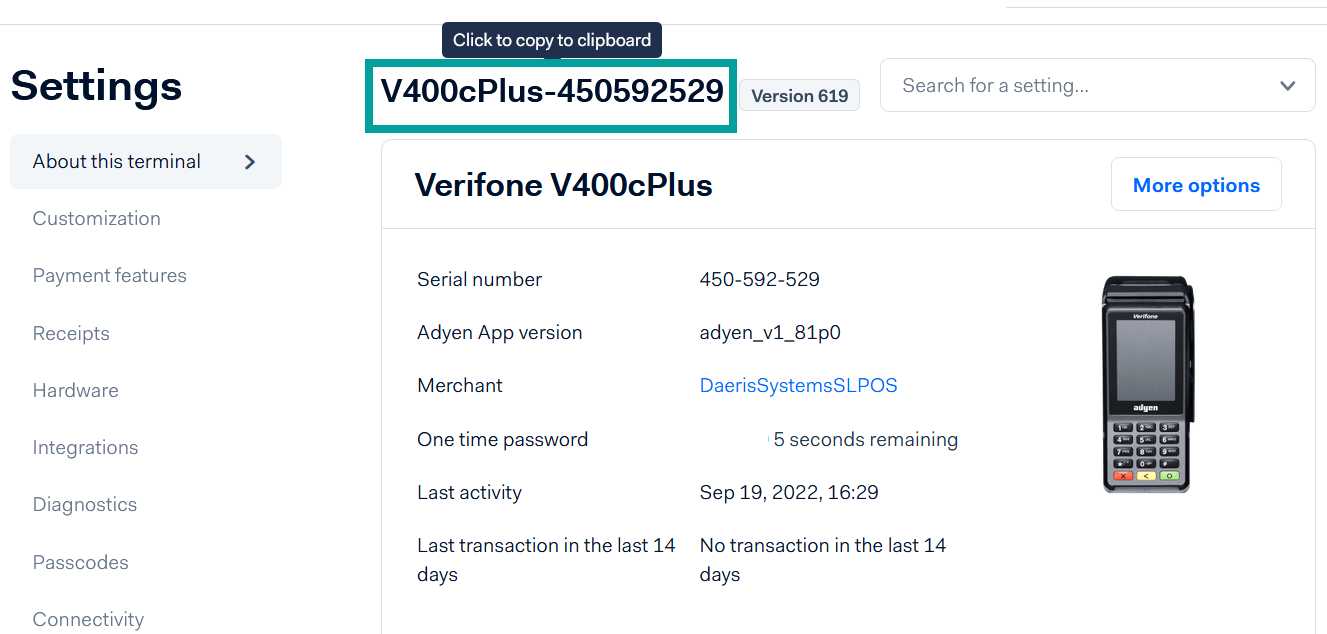 Click to copy to clipboard
Settings
V400cPlus-450592529
Version 619
Search for a setting...
About this terminal
Customization
Payment features
Receipts
Hardware
Integrations
Diagnostics
Passcodes
Connectivity
Verifone V400cPlus
More options
Serial number 450-592-529
Adyen App version adyen_v1_81p0
Merchant DaerisSystemsSLPOS
One time password 5 seconds remaining
Last activity Sep 19, 2022, 16:29
Last transaction in the last 14 No transaction in the last 14
days days
Verifone
adyen